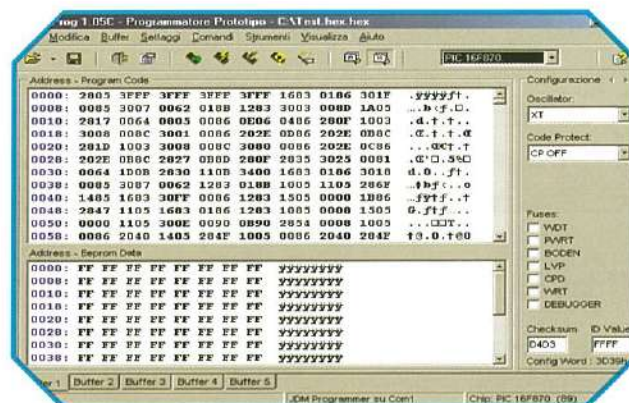 rog 1.05C - Programmatore Prototipo - C:\Test.hex.hex
Modifica Buffer Settaggi Comandi Strumenti Visualizza Aiuto
PIC 16F870
Address - Program Code
0000: 2805 3FFF 3FFF 3FFF 3FFF 1683 0186 301F
0008: 0085 3007 0062 018B 1283 3003 008D 1A05
0010: 2817 0064 0805 0086 0E06 0486 280F 1003
0018: 3008 008C 3001 0086 202E 0D86 202E 0B8C
0020: 281D 1003 3008 008C 3080 0086 202E 0C86
0028: 202E 0B8C 2827 0B8D 280F 2835 3025 0081
0030: 0064 1D0B 2830 110B 3400 1683 0186 3018
0038: 0085 3007 0062 1283 018B 1005 1105 286F
0040: 1485 1683 30FF 0086 1283 1505 0000 1B86
0048: 2847 1105 1683 0186 1283 1005 0008 1505
0050: 0000 1105 300E 0090 0B90 2854 0008 1005
0058: 0086 2040 1405 284F 1005 0086 2040 284F
Address - Eeprom Data
0000: FF FF FF FF FF FF FF FF ÿÿÿÿÿÿÿÿ
0008: FF FF FF FF FF FF FF FF ÿÿÿÿÿÿÿÿ
0010: FF FF FF FF FF FF FF FF ÿÿÿÿÿÿÿÿ
0018: FF FF FF FF FF FF FF FF ÿÿÿÿÿÿÿÿ
0020: FF FF FF FF FF FF FF FF ÿÿÿÿÿÿÿÿ
0028: FF FF FF FF FF FF FF FF ÿÿÿÿÿÿÿÿ
0030: FF FF FF FF FF FF FF FF ÿÿÿÿÿÿÿÿ
0038: FF FF FF FF FF FF FF FF ÿÿÿÿÿÿÿÿ
Configurazione
Oscillator:
XT
Code Protect:
CP OFF
Fuses:
WDT
PWRT
BODEN
LVP
CPD
WRT
DEBUGGER
Checksum ID Value
D4D3 FFFF
Config Word: 3D39h
Buffer 2 Buffer 3 Buffer 4 Buffer 5
JDM Programmer su Com1 Chip: PIC 16F870 (89)